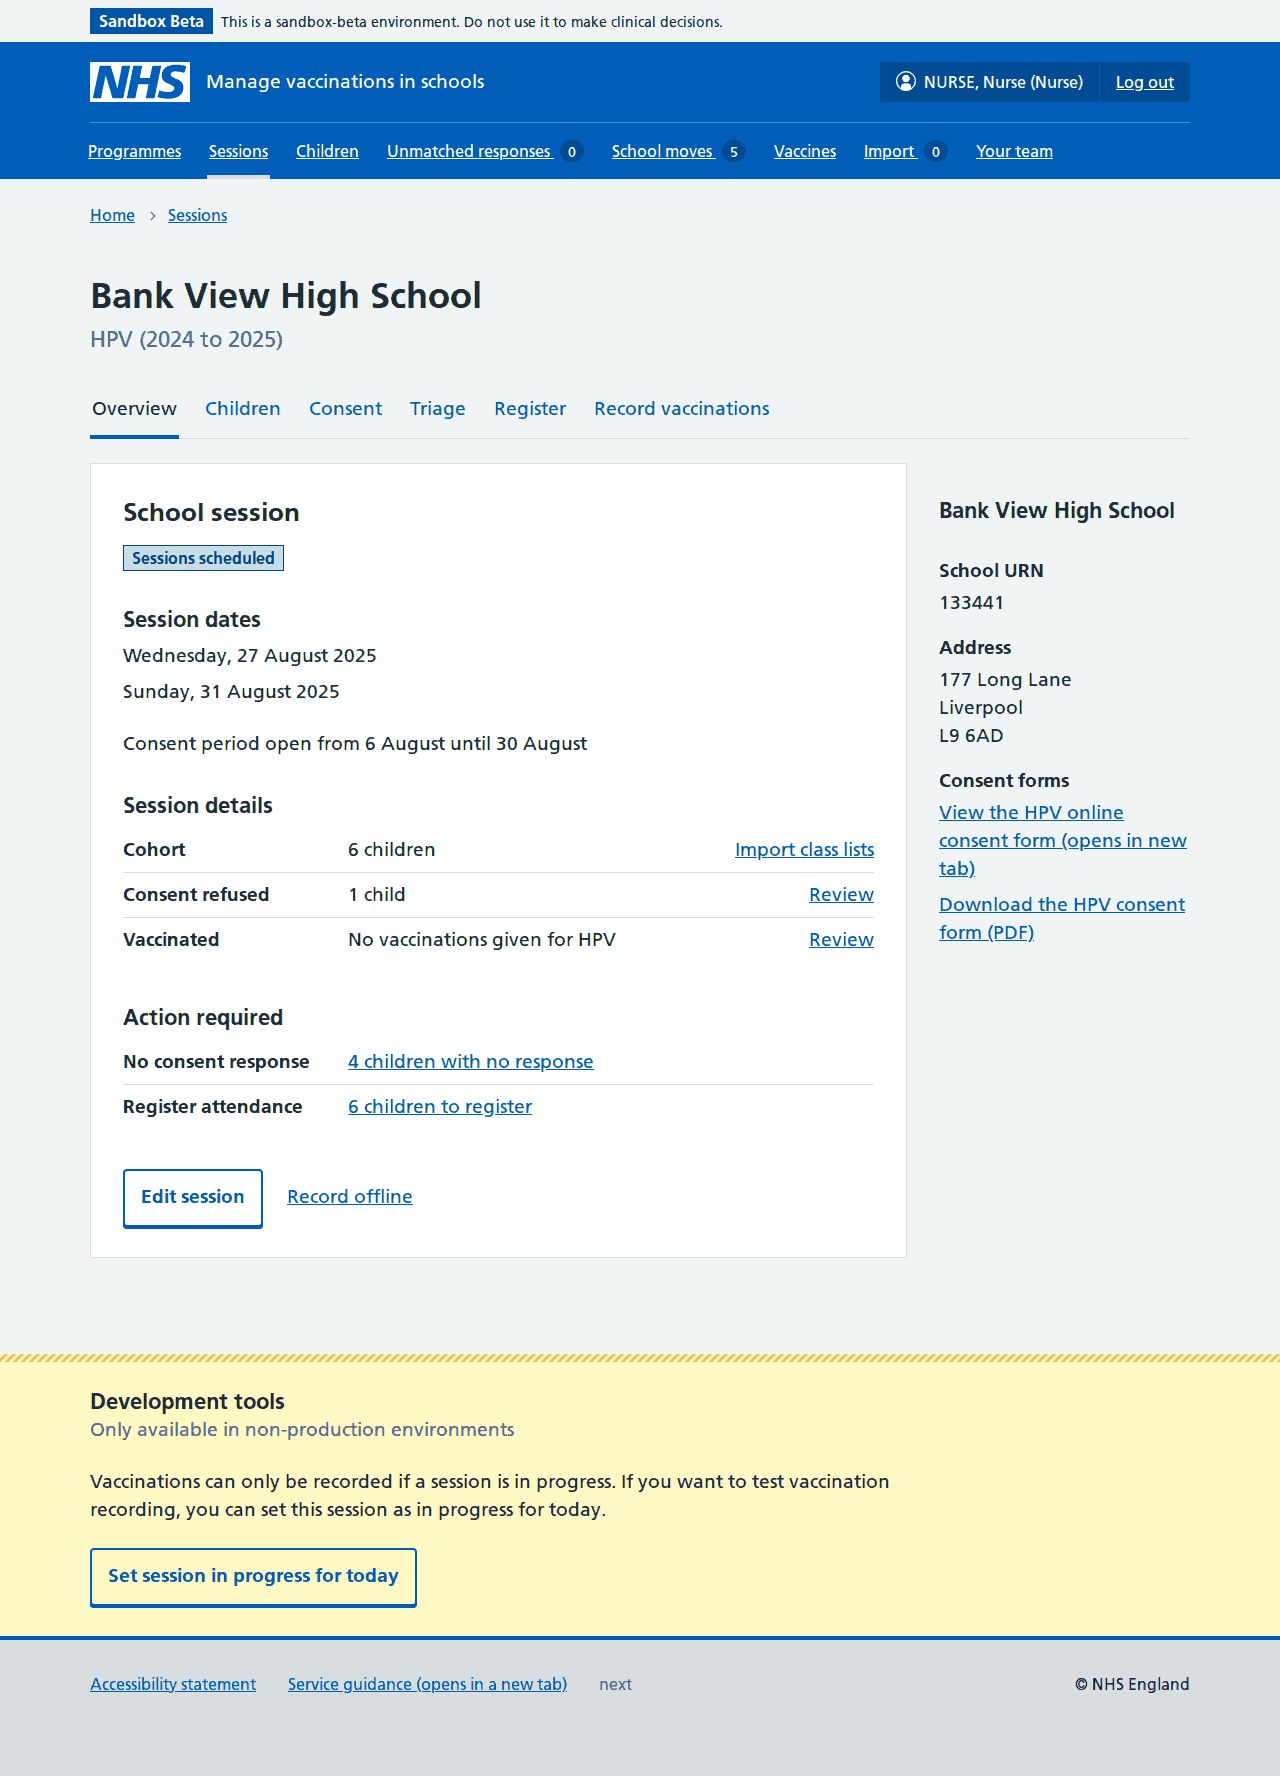 Sandbox Beta This is a sandbox-beta environment. Do not use it to make clinical decisions.
NHS Manage vaccinations in schools NURSE, Nurse (Nurse) Log out
Programmes Sessions Children Unmatched responses 0 School moves 5 Vaccines Import 0 Your team
Home Sessions
Bank View High School
HPV (2024 to 2025)
Overview Children Consent Triage Register Record vaccinations
School session
Sessions scheduled
Session dates
Wednesday, 27 August 2025
Sunday, 31 August 2025
Consent period open from 6 August until 30 August
Session details
Cohort 6 children Import class lists
Consent refused 1 child Review
Vaccinated No vaccinations given for HPV Review
Action required
No consent response 4 children with no response
Register attendance 6 children to register
Edit session Record offline
Bank View High School
School URN
133441
Address
177 Long Lane
Liverpool
L9 6AD
Consent forms
View the HPV online
consent form (opens in new
tab)
Download the HPV consent
form (PDF)
Development tools
Only available in non-production environments
Vaccinations can only be recorded if a session is in progress. If you want to test vaccination
recording, you can set this session as in progress for today.
Set session in progress for today
Accessibility statement Service guidance (opens in a new tab) next © NHS England